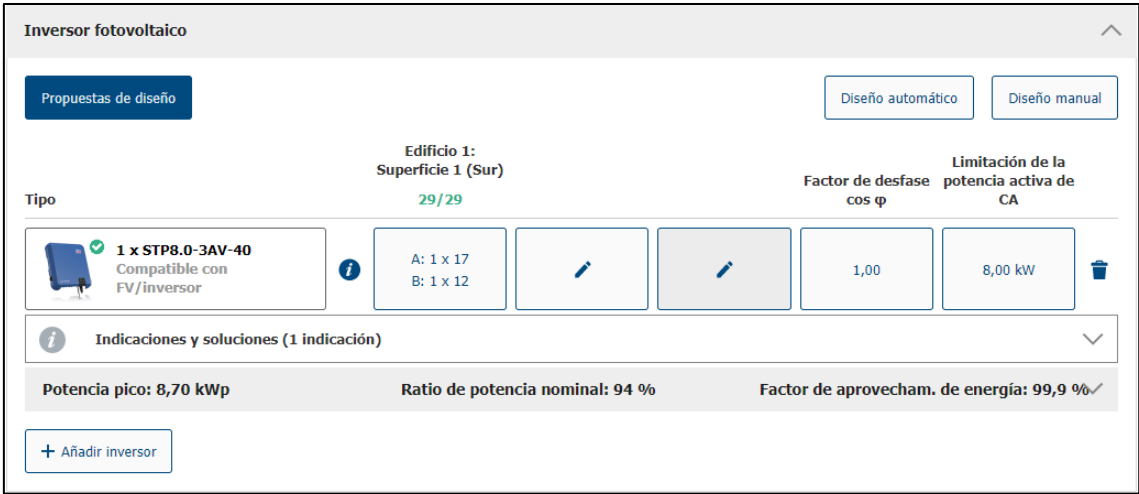 Inversor fotovoltaico
Propuestas de diseño
Diseño automático
Diseño manual
Tipo
Edificio 1:
Superficie 1 (Sur)
29/29
Factor de desfase
cos φ
Limitación de la
potencia activa de
CA
1 x STP8.0-3AV-40
Compatible con
FV/inversor
i
A: 1 x 17
B: 1 x 12
1,00
8,00 kW
i
Indicaciones y soluciones (1 indicación)
Potencia pico: 8,70 kWp
Ratio de potencia nominal: 94 %
Factor de aprovecham. de energía: 99,9 %
+ Añadir inversor